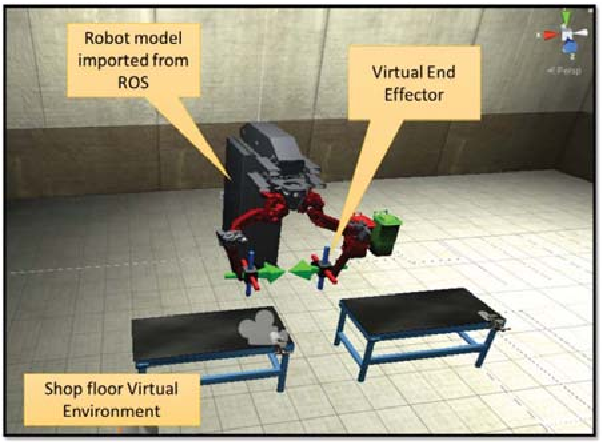 Robot model
imported from
ROS
Virtual End
Effector
Persp
Shop floor Virtual
Environment